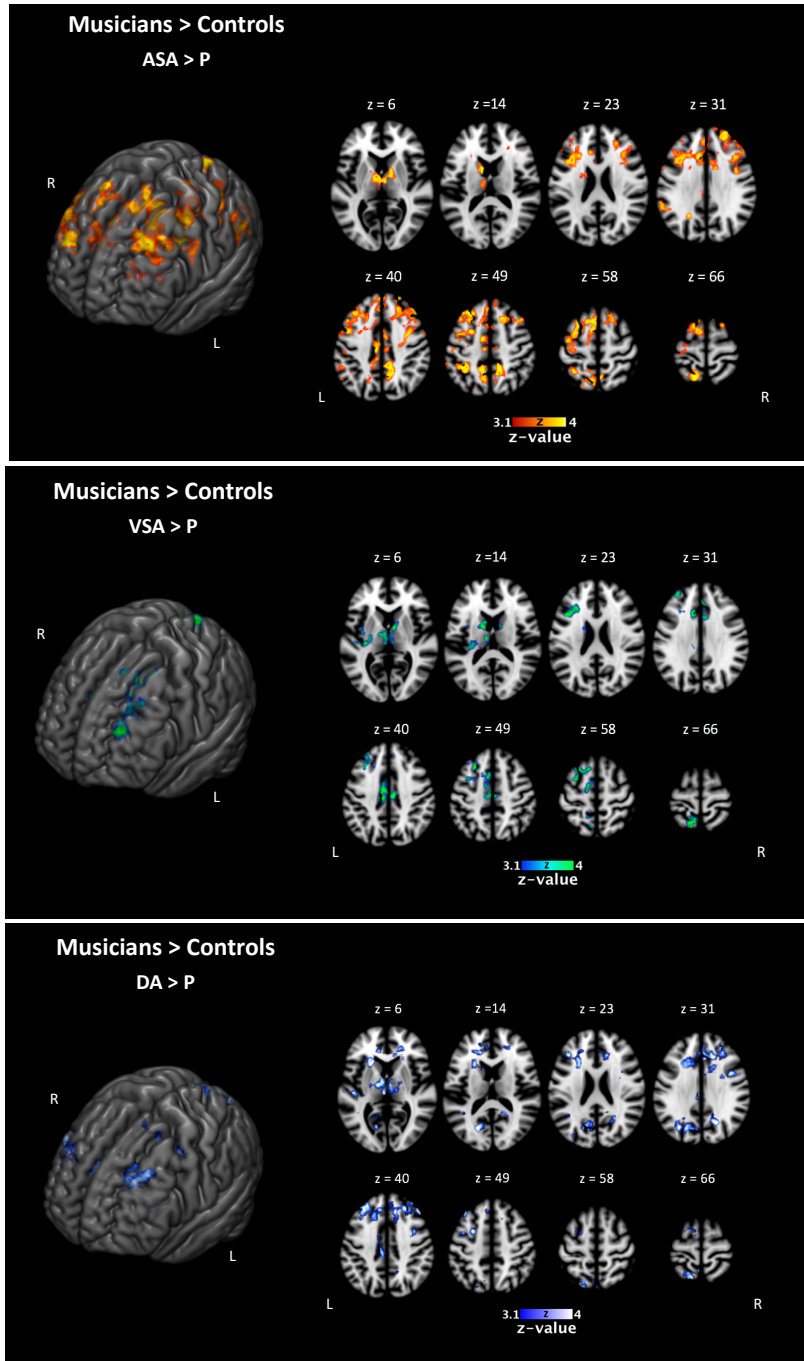 Musicians > Controls
ASA > P
z = 6 z =14 z = 23 z = 31
R
z = 40 z = 49 z = 58 z = 66
L
L R
3.1 z 4
z-value
Musicians > Controls
VSA > P
z = 6 z =14 z = 23 z = 31
R
z = 40 z = 49 z = 58 z = 66
L
L R
3.1 z 4
z-value
Musicians > Controls
DA > P
z = 6 z =14 z = 23 z = 31
R
z = 40 z = 49 z = 58 z = 66
L
L R
3.1 z 4
z-value